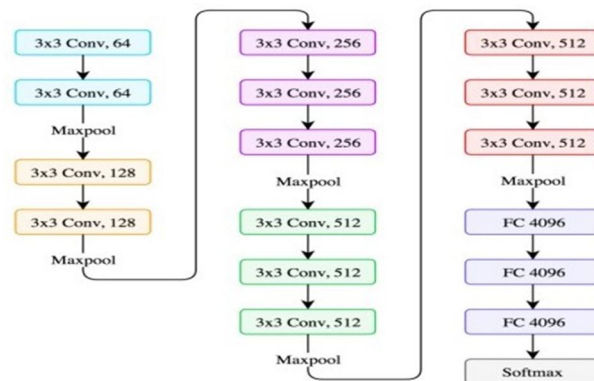 3x3 Conv, 64
3x3 Conv, 64
Maxpool
3x3 Conv, 128
3x3 Conv, 128
Maxpool
3x3 Conv, 256
3x3 Conv, 256
3x3 Conv, 256
Maxpool
3x3 Conv, 512
3x3 Conv, 512
3x3 Conv, 512
Maxpool
3x3 Conv, 512
3x3 Conv, 512
3x3 Conv, 512
Maxpool
FC 4096
FC 4096
FC 4096
Softmax